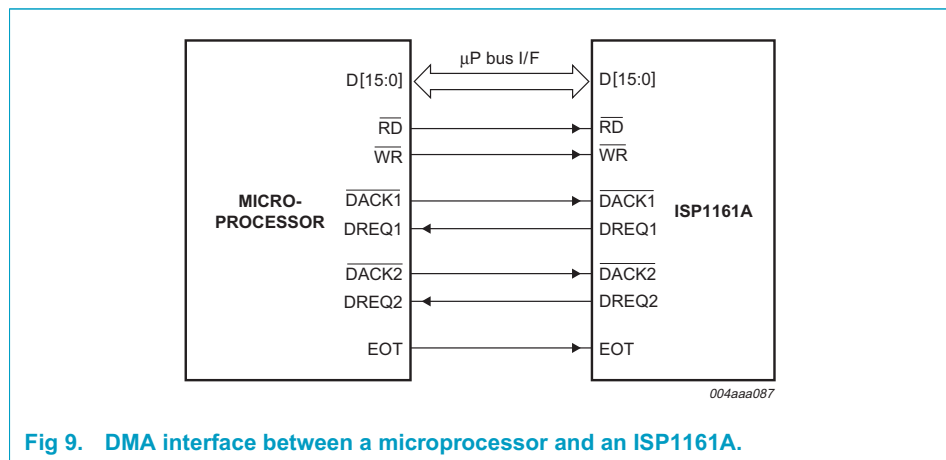 μP bus I/F
D[15:0] D[15:0]
RD RD
WR WR
DACK1 DACK1
MICRO-
PROCESSOR
ISP1161A
DREQ1 DREQ1
DACK2 DACK2
DREQ2 DREQ2
EOT EOT
004aaa087
Fig 9. DMA interface between a microprocessor and an ISP1161A.